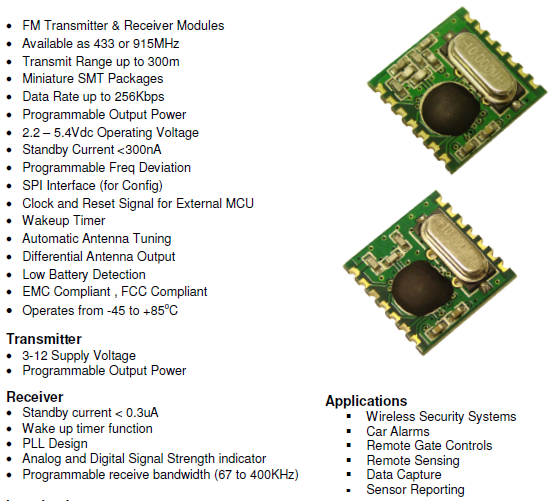 • FM Transmitter & Receiver Modules
• Available as 433 or 915MHz
• Transmit Range up to 300m
• Miniature SMT Packages
• Data Rate up to 256Kbps
• Programmable Output Power
• 2.2 – 5.4Vdc Operating Voltage
• Standby Current <300nA
• Programmable Freq Deviation
• SPI Interface (for Config)
• Clock and Reset Signal for External MCU
• Wakeup Timer
• Automatic Antenna Tuning
• Differential Antenna Output
• Low Battery Detection
• EMC Compliant , FCC Compliant
• Operates from -45 to +85⁰C
Transmitter
• 3-12 Supply Voltage
• Programmable Output Power
Receiver
• Standby current < 0.3uA
• Wake up timer function
• PLL Design
• Analog and Digital Signal Strength indicator
• Programmable receive bandwidth (67 to 400KHz)
Applications
▪ Wireless Security Systems
▪ Car Alarms
▪ Remote Gate Controls
▪ Remote Sensing
▪ Data Capture
▪ Sensor Reporting